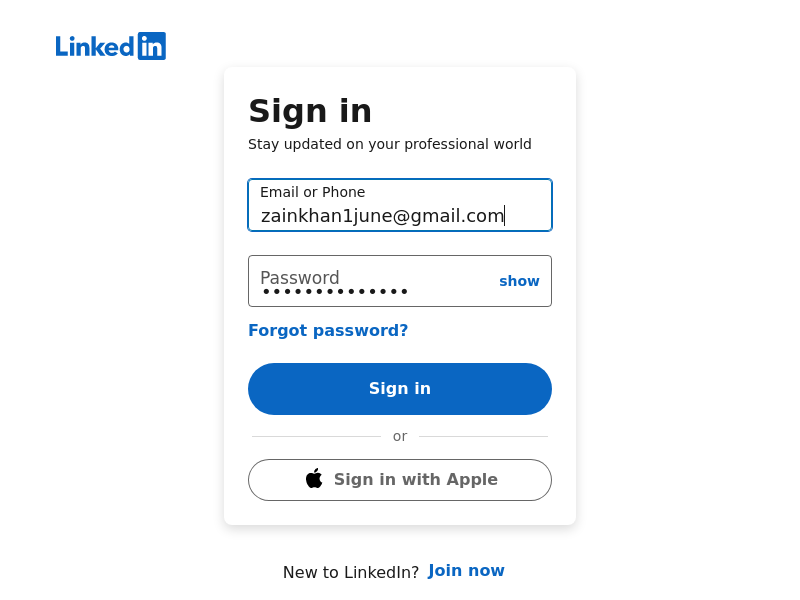 Linkedin
Sign in
Stay updated on your professional world
Email or Phone
zainkhan1june@gmail.com
Password
••••••••••••••
show
Forgot password?
Sign in
or
Sign in with Apple
New to LinkedIn? Join now